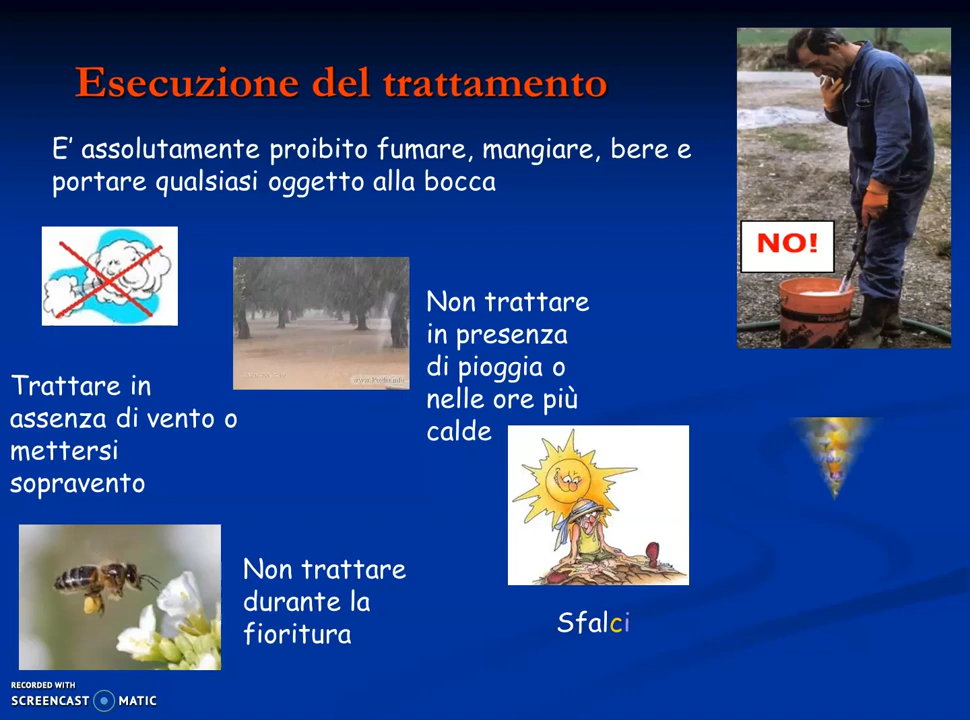 Esecuzione del trattamento
E' assolutamente proibito fumare, mangiare, bere e
portare qualsiasi oggetto alla bocca
NO!
Non trattare
in presenza
di pioggia o
nelle ore più
calde
Trattare in
assenza di vento o
mettersi
sopravento
Non trattare
durante la
fioritura
Sfalci
RECORDED WITH
SCREENCAST MATIC